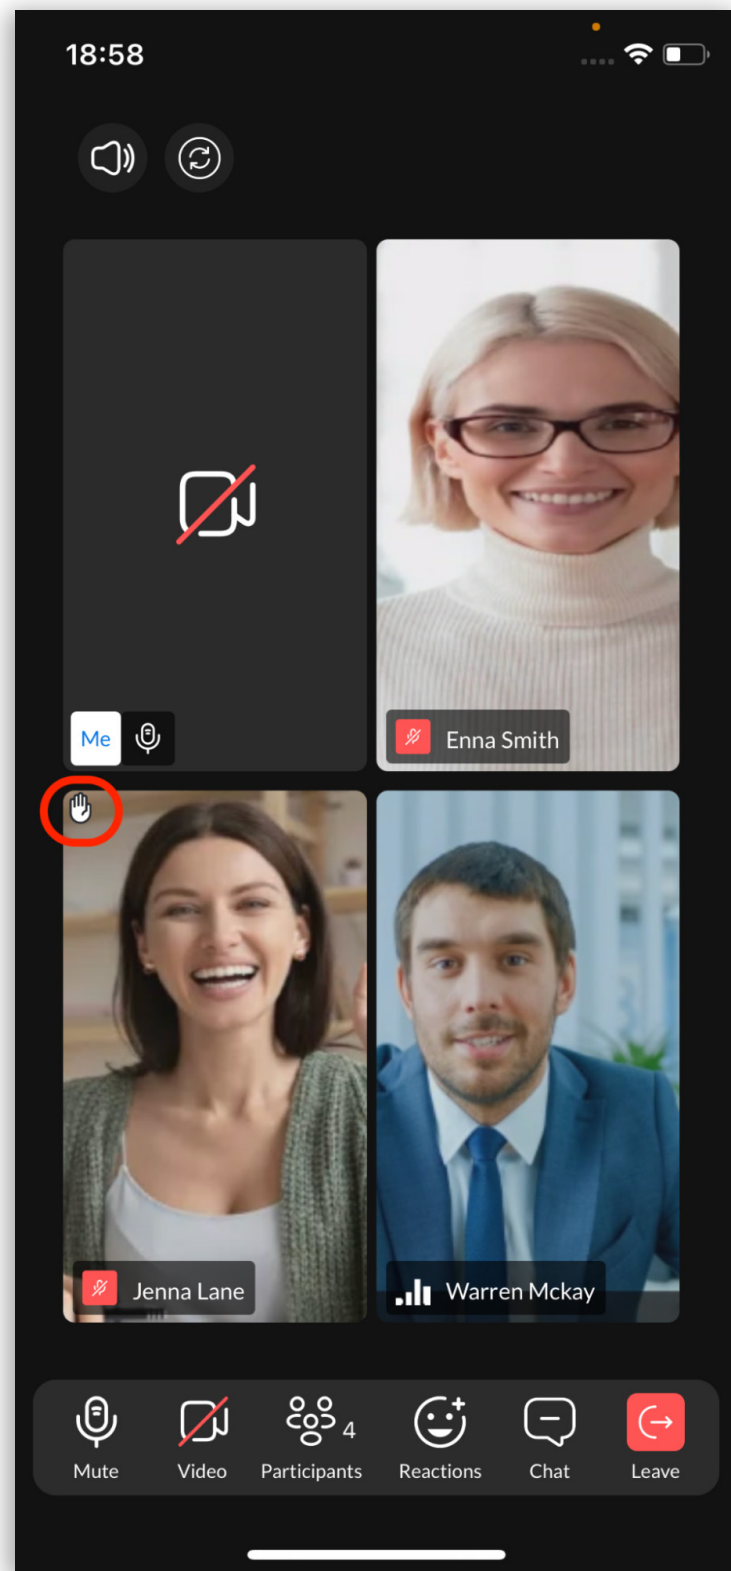 18:58
Me
Enna Smith
Jenna Lane
Warren Mckay
4
Mute Video Participants Reactions Chat Leave